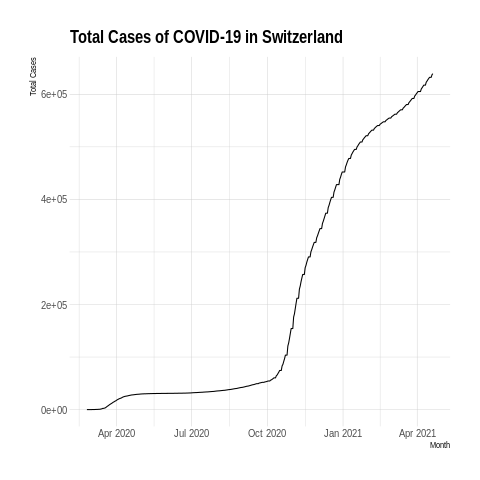 Total Cases of COVID-19 in Switzerland
Total Cases
6e+05
4e+05
2e+05
0e+00
Apr 2020 Jul 2020 Oct 2020 Jan 2021 Apr 2021
Month